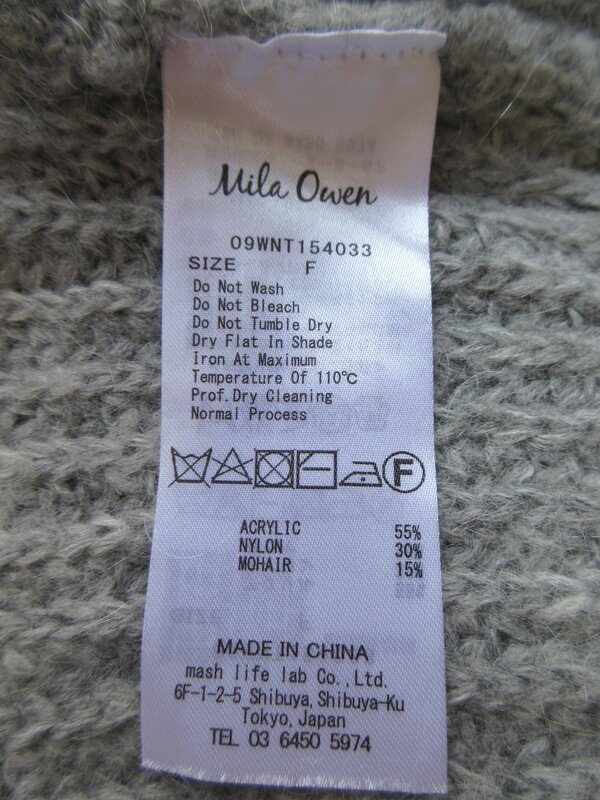 Mila Owen
09WNT154033
SIZE F
Do Not Wash
Do Not Bleach
Do Not Tumble Dry
Dry Flat In Shade
Iron At Maximum
Temperature Of 110℃
Prof.Dry Cleaning
Normal Process
F
ACRYLIC 55%
NYLON 30%
MOHAIR 15%
MADE IN CHINA
mash life lab Co.,Ltd.
6F-1-2-5 Shibuya,Shibuya-Ku
Tokyo,Japan
TEL 03 6450 5974